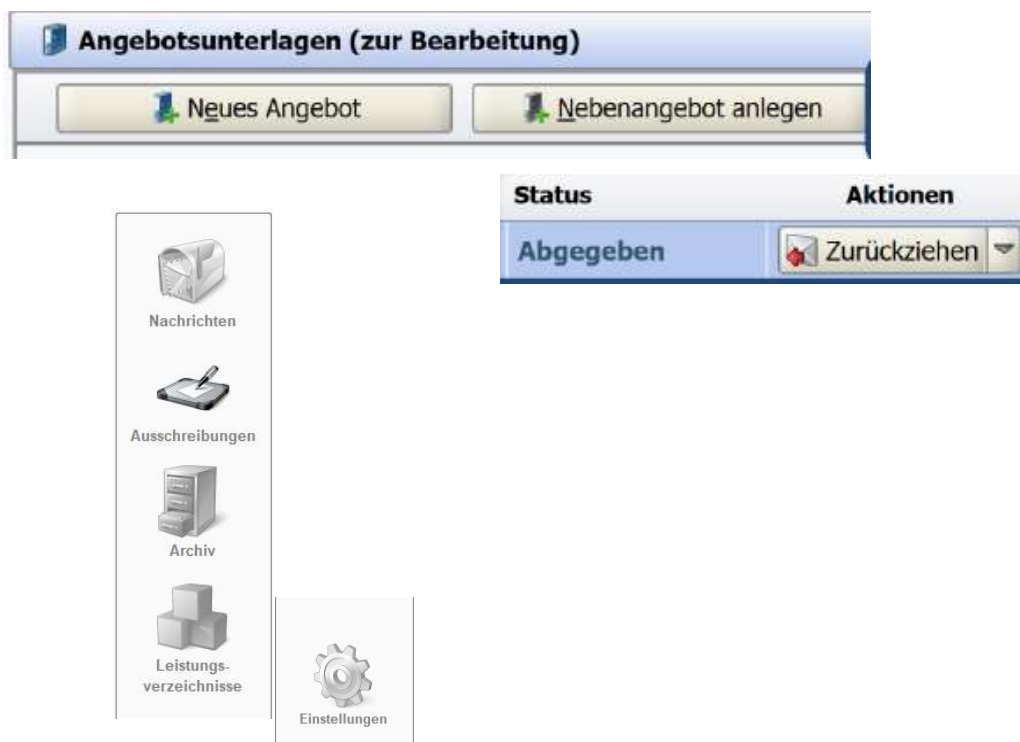 Angebotsunterlagen (zur Bearbeitung)
Neues Angebot
Nebenangebot anlegen
Status Aktionen
Abgegeben Zurückziehen
Nachrichten
Ausschreibungen
Archiv
Leistungs-
verzeichnisse
Einstellungen